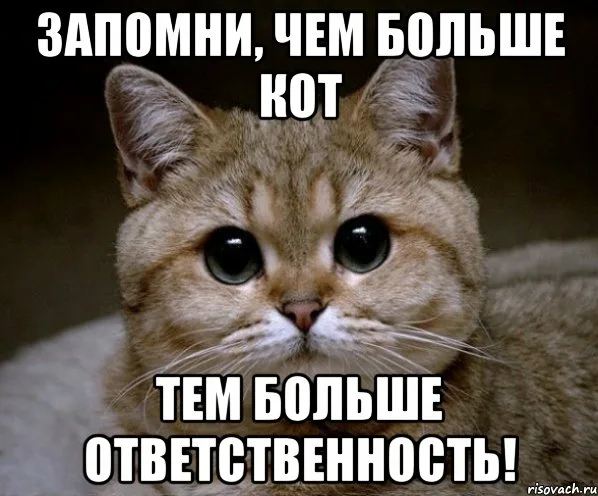 ЗАПОМНИ, ЧЕМ БОЛЬШЕ
КОТ
ТЕМ БОЛЬШЕ
ОТВЕТСТВЕННОСТЬ!
risovach.ru